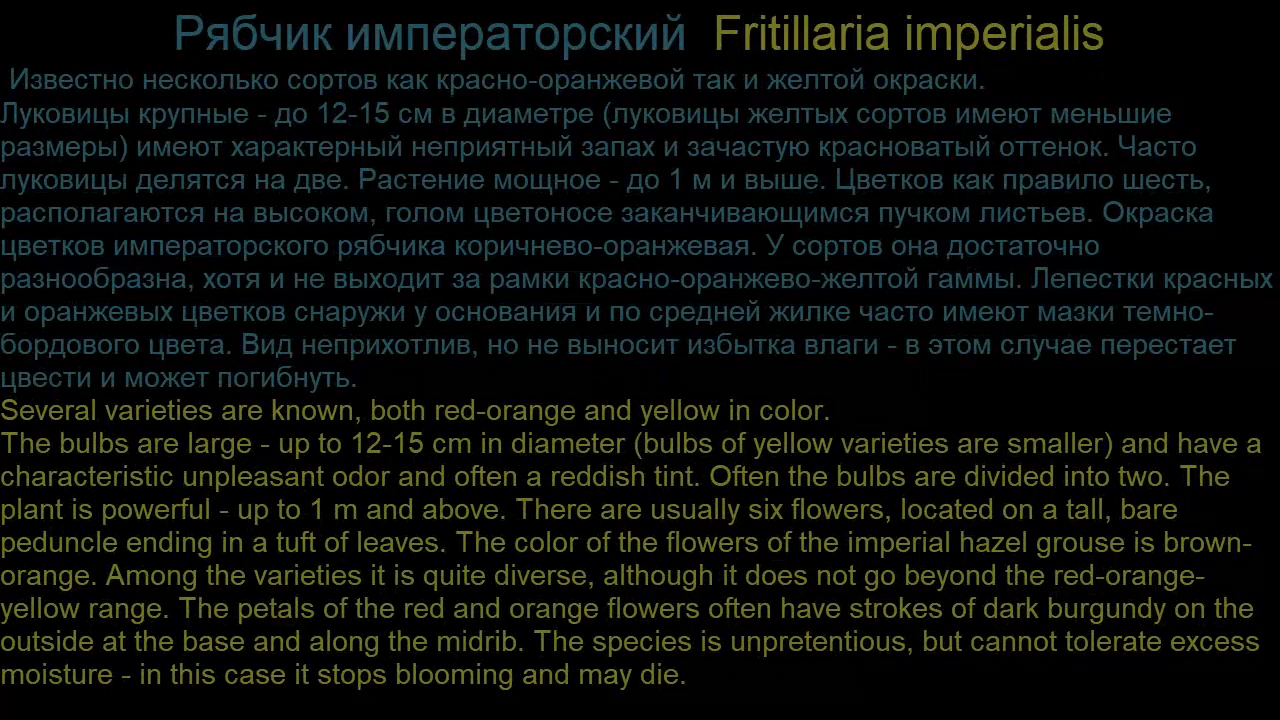 Рябчик императорский Fritillaria imperialis
Известно несколько сортов как красно-оранжевой так и желтой окраски.
Луковицы крупные - до 12-15 см в диаметре (луковицы желтых сортов имеют меньшие
размеры) имеют характерный неприятный запах и зачастую красноватый оттенок. Часто
луковицы делятся на две. Растение мощное - до 1 м и выше. Цветков как правило шесть,
располагаются на высоком, голом цветоносе заканчивающимся пучком листьев. Окраска
цветков императорского рябчика коричнево-оранжевая. У сортов она достаточно
разнообразна, хотя и не выходит за рамки красно-оранжево-желтой гаммы. Лепестки красных
и оранжевых цветков снаружи у основания и по средней жилке часто имеют мазки темно-
бордового цвета. Вид неприхотлив, но не выносит избытка влаги - в этом случае перестает
цвести и может погибнуть.
Several varieties are known, both red-orange and yellow in color.
The bulbs are large - up to 12-15 cm in diameter (bulbs of yellow varieties are smaller) and have a
characteristic unpleasant odor and often a reddish tint. Often the bulbs are divided into two. The
plant is powerful - up to 1 m and above. There are usually six flowers, located on a tall, bare
peduncle ending in a tuft of leaves. The color of the flowers of the imperial hazel grouse is brown-
orange. Among the varieties it is quite diverse, although it does not go beyond the red-orange-
yellow range. The petals of the red and orange flowers often have strokes of dark burgundy on the
outside at the base and along the midrib. The species is unpretentious, but cannot tolerate excess
moisture - in this case it stops blooming and may die.